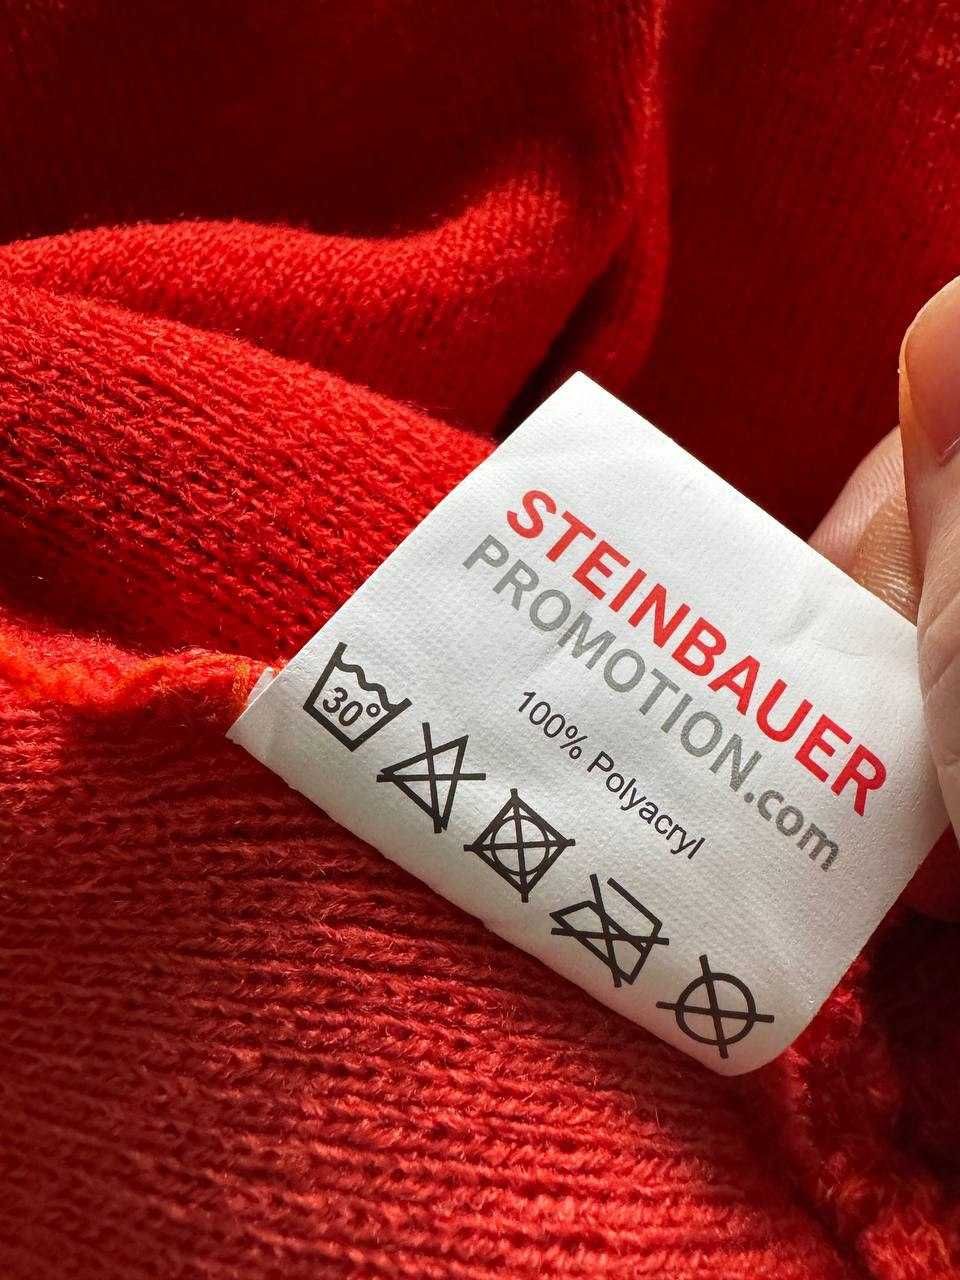 STEINBAUER
PROMOTION.com
100% Polyacryl
30°